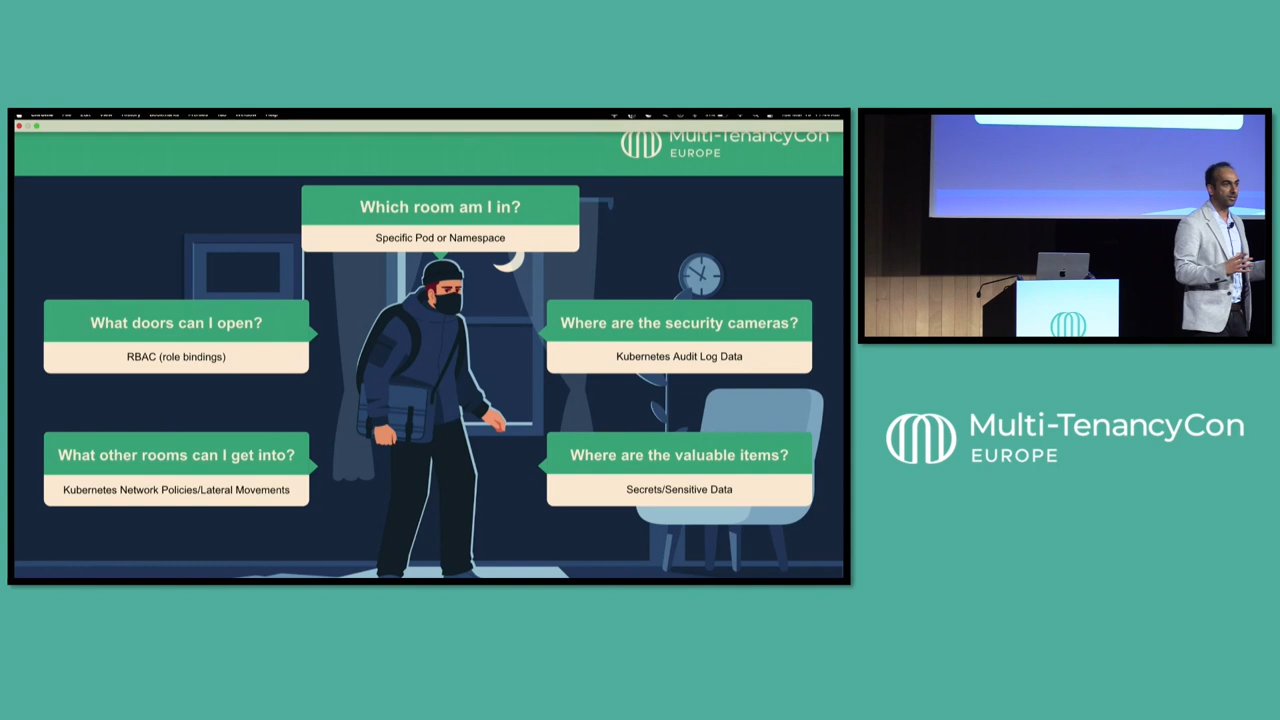 Multi-TenancyCon
EUROPE
Which room am I in?
Specific Pod or Namespace
What doors can I open?
RBAC (role bindings)
Where are the security cameras?
Kubernetes Audit Log Data
What other rooms can I get into?
Kubernetes Network Policies/Lateral Movements
Where are the valuable items?
Secrets/Sensitive Data
Multi-TenancyCon
EUROPE